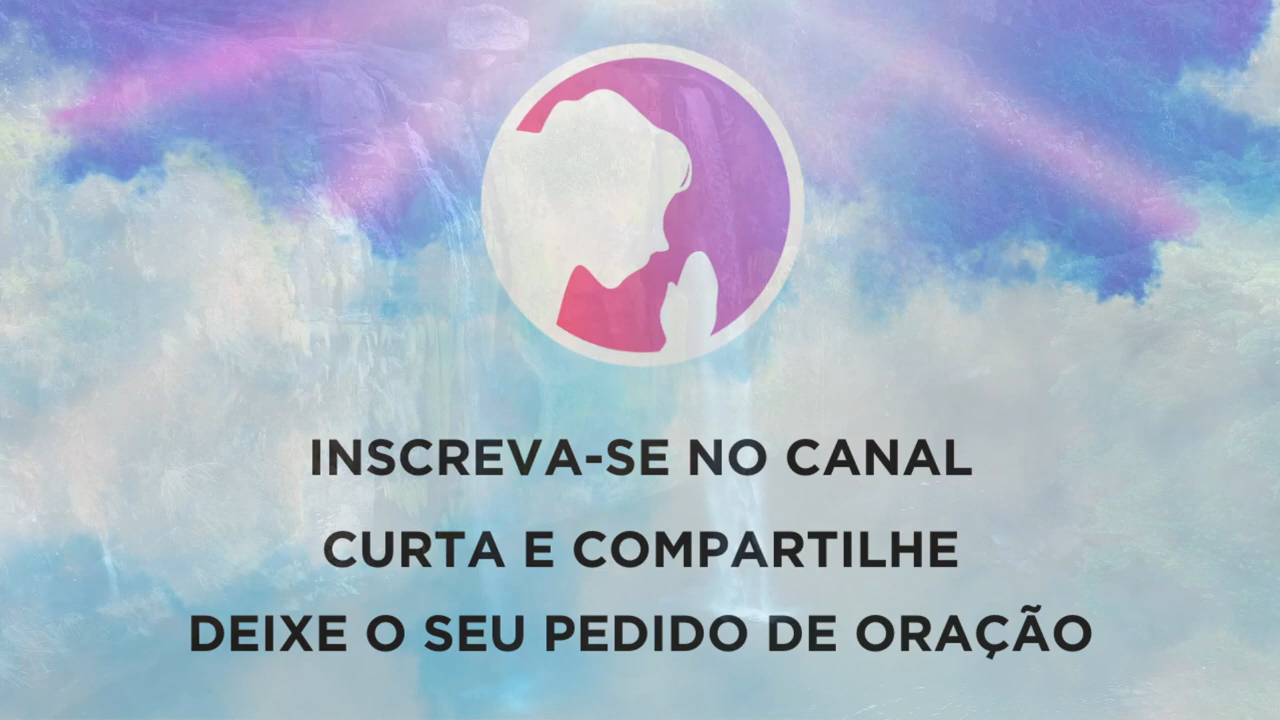 INSCREVA-SE NO CANAL
CURTA E COMPARTILHE
DEIXE O SEU PEDIDO DE ORAÇÃO